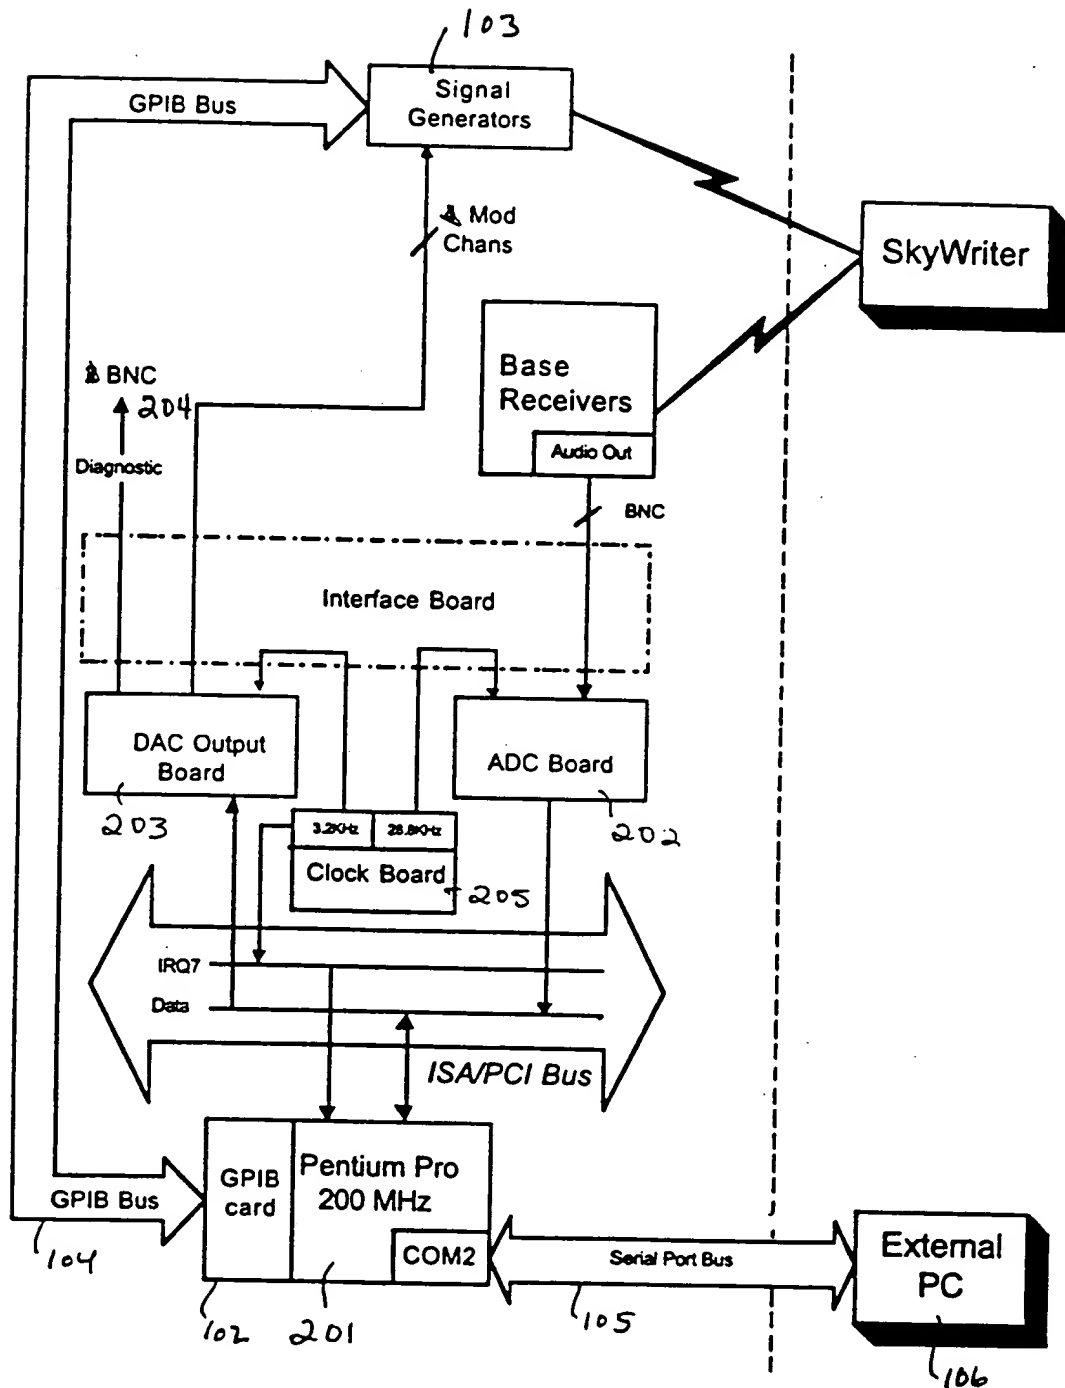 103
Signal
Generators
GPIB Bus
Mod
Chans
SkyWriter
Base
Receivers
Audio Out
BNC
204
Diagnostic
BNC
Interface Board
DAC Output
Board
ADC Board
203
3.2KHz
28.8KHz
202
Clock Board
205
IRQ7
Data
ISA/PCI Bus
GPIB
card
Pentium Pro
200 MHz
GPIB Bus
COM2
Serial Port Bus
External
PC
104
102
201
105
106